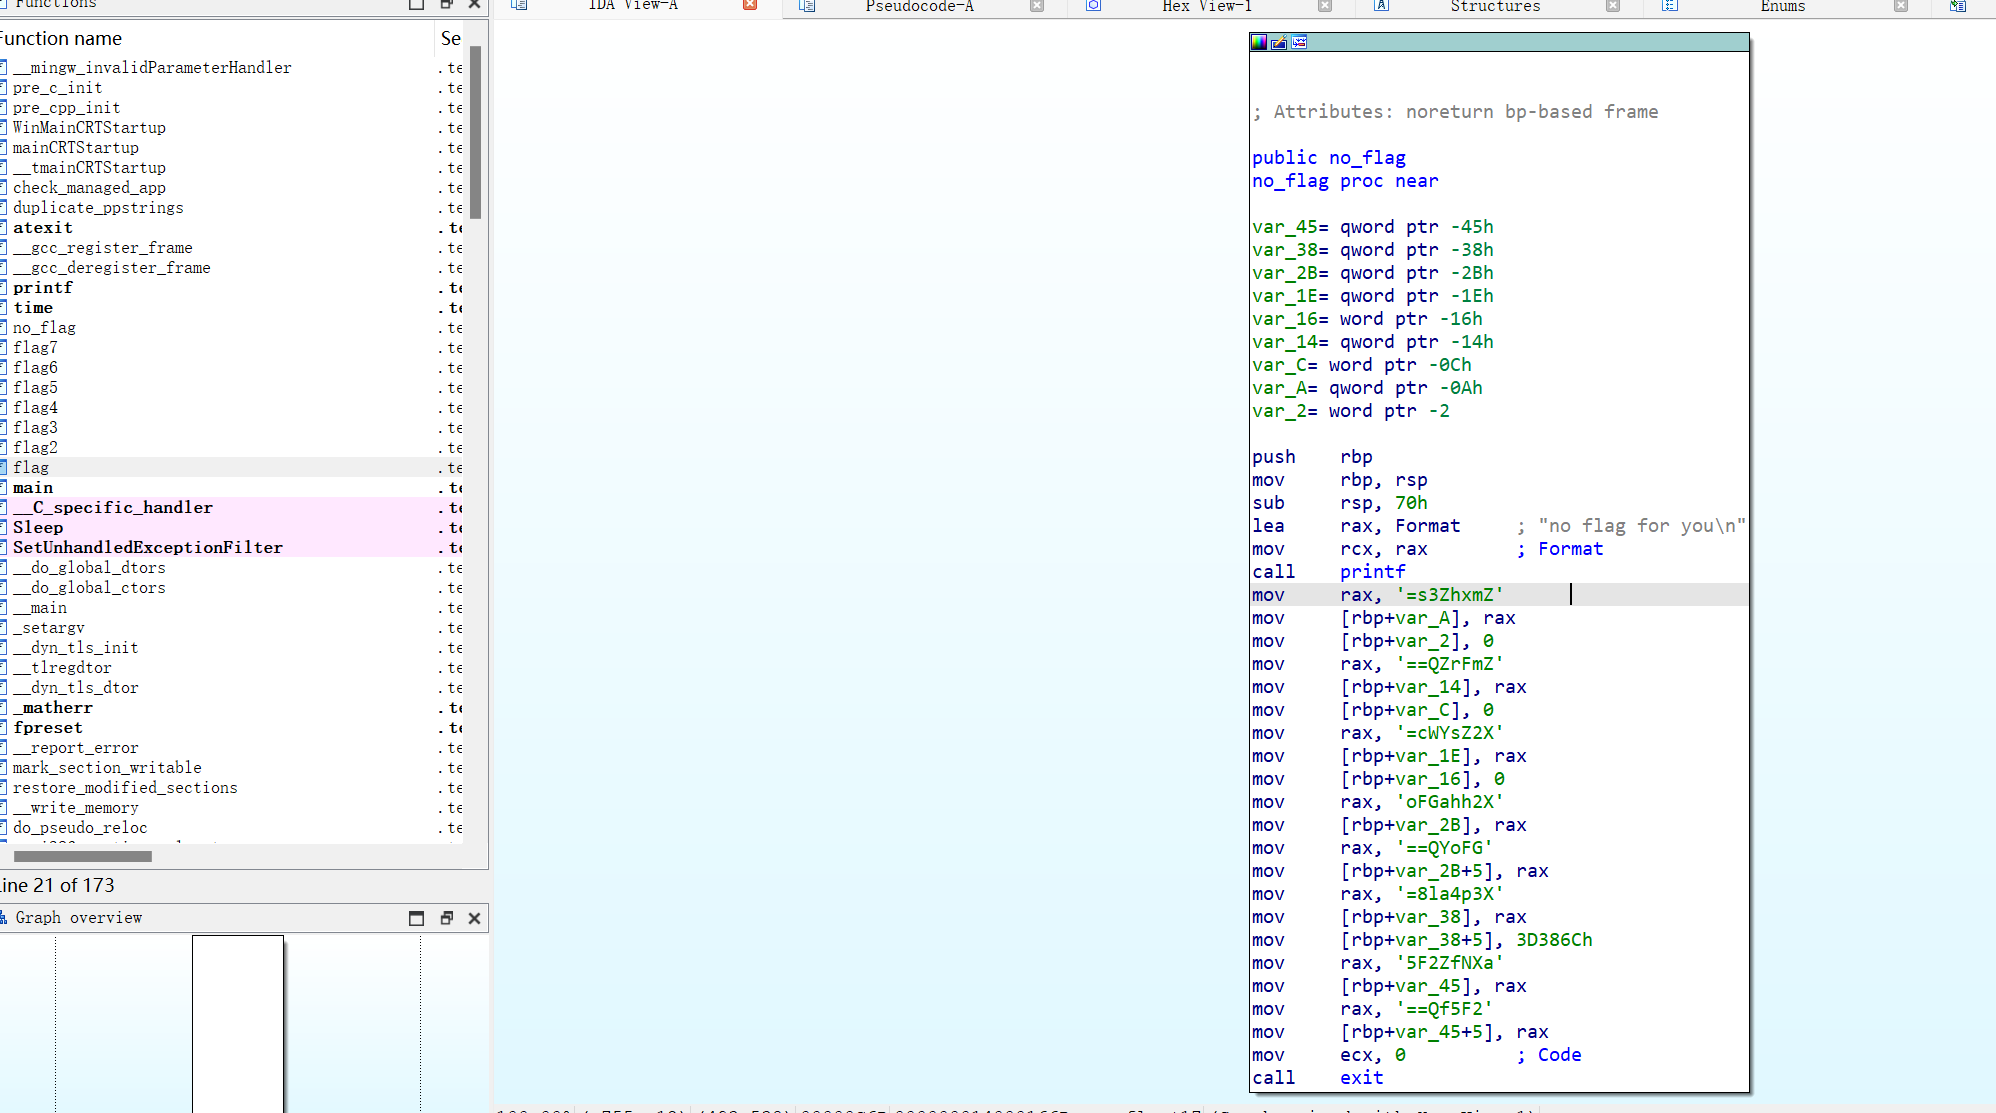 Functions
IDA View-A
Pseudocode-A
Hex View-1
Structures
Enums
Function name
Se
__mingw_invalidParameterHandler .te
pre_c_init .te
pre_cpp_init .te
WinMainCRTStartup .te
mainCRTStartup .te
__tmainCRTStartup .te
check_managed_app .te
duplicate_ppstrings .te
atexit .te
__gcc_register_frame .te
__gcc_deregister_frame .te
printf .te
time .te
no_flag .te
flag7 .te
flag6 .te
flag5 .te
flag4 .te
flag3 .te
flag2 .te
flag .te
main .te
__C_specific_handler .te
Sleep .te
SetUnhandledExceptionFilter .te
__do_global_dtors .te
__do_global_ctors .te
__main .te
_setargv .te
__dyn_tls_init .te
__tlregdtor .te
__dyn_tls_dtor .te
_matherr .te
fpreset .te
__report_error .te
mark_section_writable .te
restore_modified_sections .te
__write_memory .te
do_pseudo_reloc .te
Line 21 of 173
Graph overview
; Attributes: noreturn bp-based frame
public no_flag
no_flag proc near
var_45= qword ptr -45h
var_38= qword ptr -38h
var_2B= qword ptr -2Bh
var_1E= qword ptr -1Eh
var_16= word ptr -16h
var_14= qword ptr -14h
var_C= word ptr -0Ch
var_A= qword ptr -0Ah
var_2= word ptr -2
push rbp
mov rbp, rsp
sub rsp, 70h
lea rax, Format ; "no flag for you\n"
mov rcx, rax ; Format
call printf
mov rax, '=s3ZhxmZ'
mov [rbp+var_A], rax
mov [rbp+var_2], 0
mov rax, '==QZrFmZ'
mov [rbp+var_14], rax
mov [rbp+var_C], 0
mov rax, '=cWYsZ2X'
mov [rbp+var_1E], rax
mov [rbp+var_16], 0
mov rax, 'oFGahh2X'
mov [rbp+var_2B], rax
mov rax, '==QYoFG'
mov [rbp+var_2B+5], rax
mov rax, '=8la4p3X'
mov [rbp+var_38], rax
mov [rbp+var_38+5], 3D386Ch
mov rax, '5F2ZfNXa'
mov [rbp+var_45], rax
mov rax, '==Qf5F2'
mov [rbp+var_45+5], rax
mov ecx, 0 ; Code
call exit